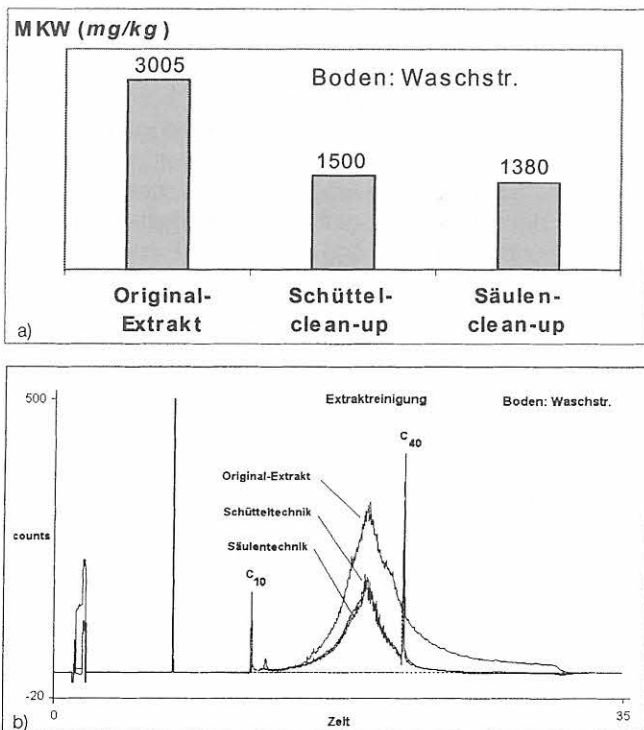 MKW (mg/kg)
3005
Boden: Waschstr.
1500
1380
Original-
Extrakt
Schüttel-
clean-up
Säulen-
clean-up
a)
500
Extraktreinigung
Boden: Waschstr.
C40
Original-Extrakt
Schütteltechnik
counts
Säulentechnik
C10
-20
b)
0
Zeit
35